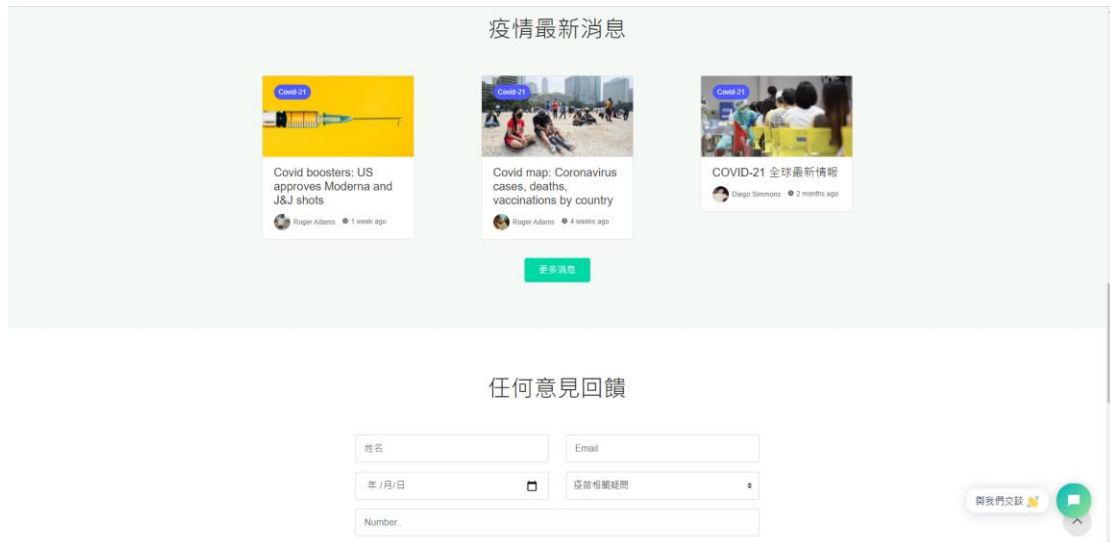 疫情最新消息
Covid-21
Covid boosters: US
approves Moderna and
J&J shots
Roger Adams 1 week ago
Covid-21
Covid map: Coronavirus
cases, deaths,
vaccinations by country
Roger Adams 4 weeks ago
Covid-21
COVID-21 全球最新情報
Diego Simmons 2 months ago
更多消息
任何意見回饋
姓名
Email
年 /月/日
疫苗相關疑問
Number..
與我們交談 👋